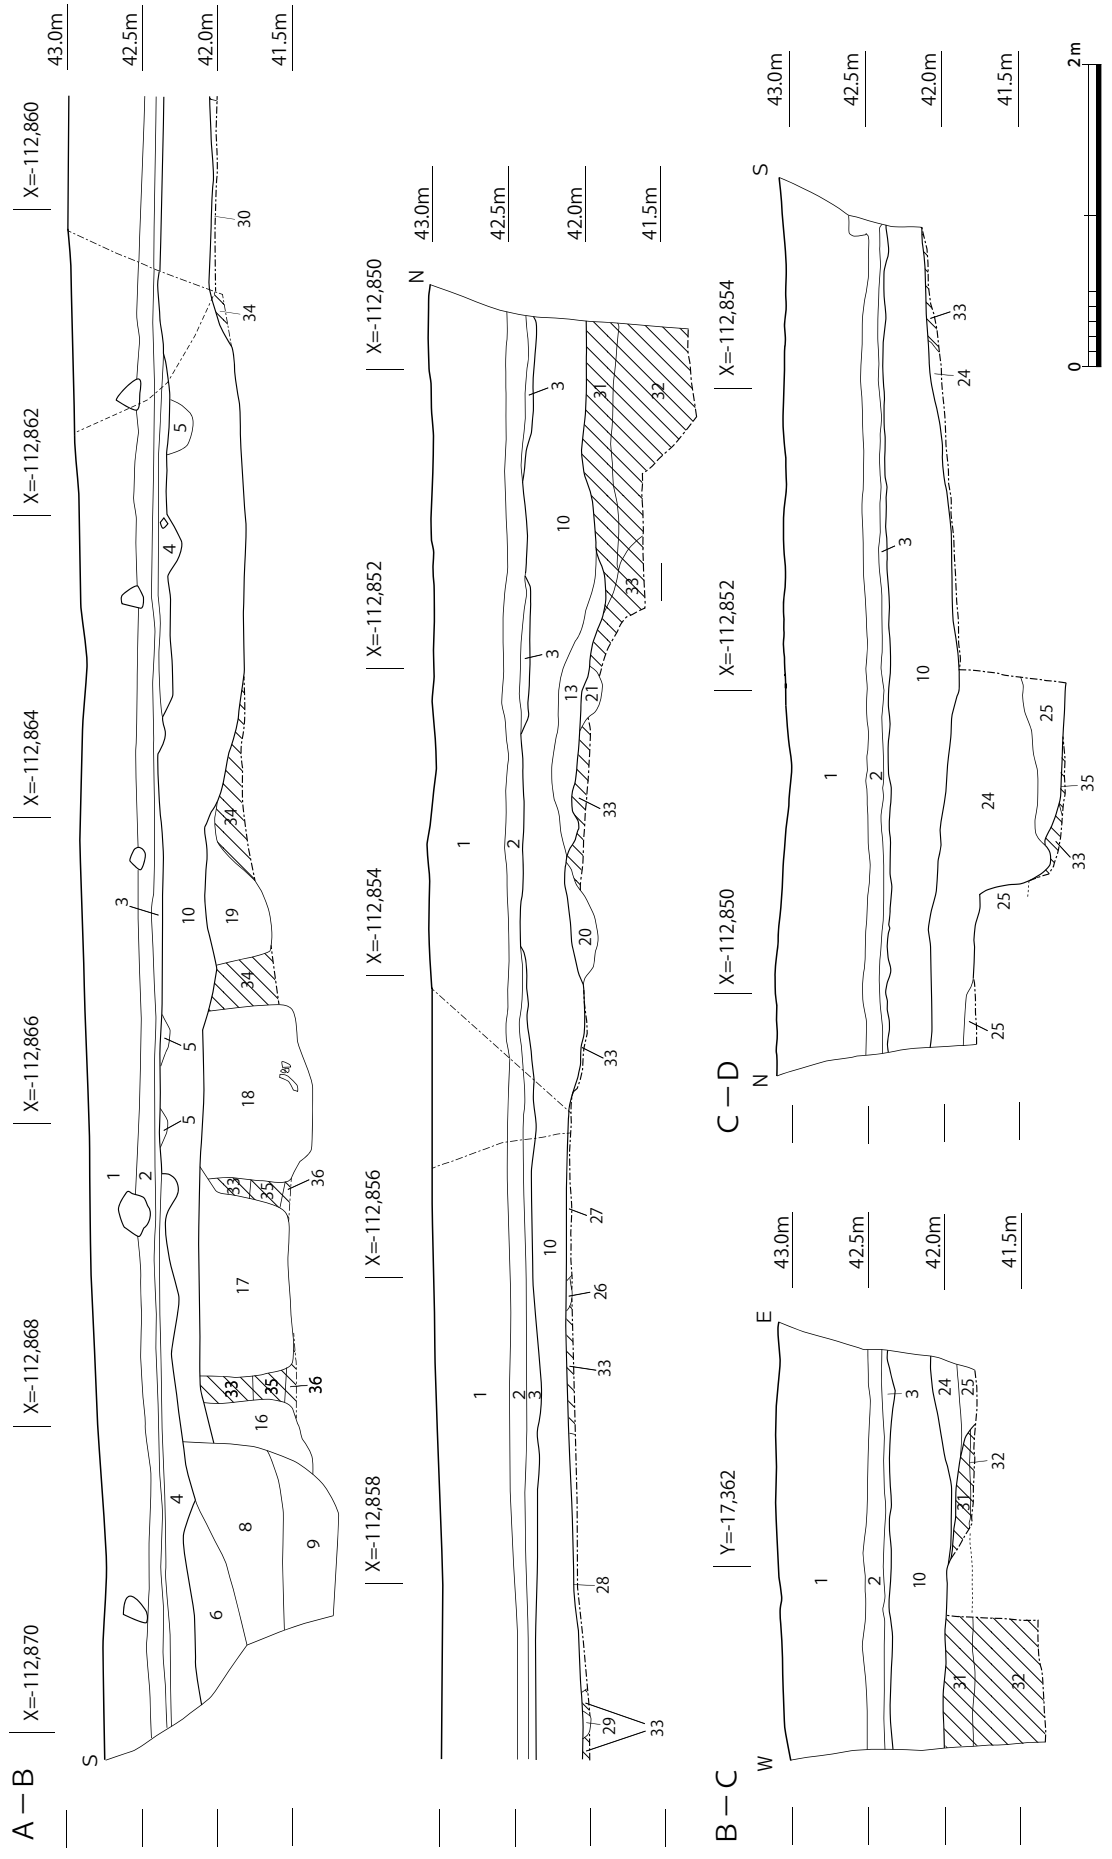 A－B
S
X=-112,870
X=-112,868
X=-112,866
X=-112,864
X=-112,862
X=-112,860
43.0m
42.5m
42.0m
41.5m
1
2
3
4
4
5
5
5
6
8
9
10
16
17
18
19
30
33
35
36
33
35
36
34
34
34
X=-112,858
X=-112,856
X=-112,854
X=-112,852
X=-112,850
N
43.0m
42.5m
42.0m
41.5m
1
2
3
1
2
3
3
10
10
13
20
21
26
27
28
29
33
33
33
33
33
31
32
B－C
W
E
Y=-17,362
43.0m
42.5m
42.0m
41.5m
1
2
3
10
24
25
31
32
31
32
C－D
N
S
X=-112,850
X=-112,852
X=-112,854
43.0m
42.5m
42.0m
41.5m
1
2
3
10
24
24
25
25
25
33
33
35
0
2m